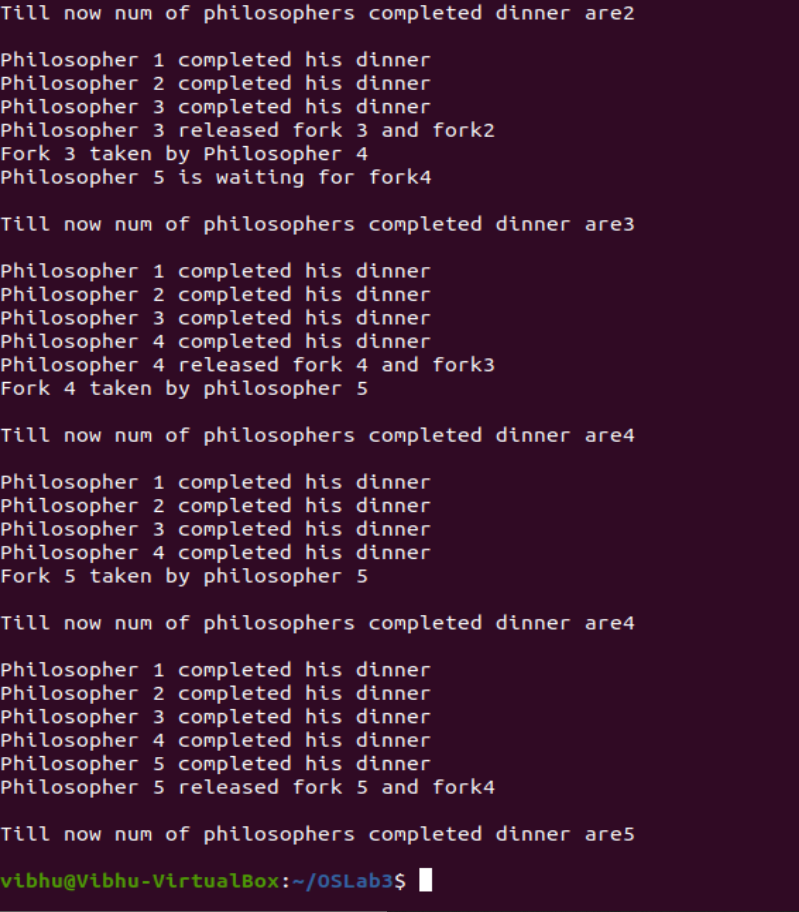 Till now num of philosophers completed dinner are2
Philosopher 1 completed his dinner
Philosopher 2 completed his dinner
Philosopher 3 completed his dinner
Philosopher 3 released fork 3 and fork2
Fork 3 taken by Philosopher 4
Philosopher 5 is waiting for fork4
Till now num of philosophers completed dinner are3
Philosopher 1 completed his dinner
Philosopher 2 completed his dinner
Philosopher 3 completed his dinner
Philosopher 4 completed his dinner
Philosopher 4 released fork 4 and fork3
Fork 4 taken by philosopher 5
Till now num of philosophers completed dinner are4
Philosopher 1 completed his dinner
Philosopher 2 completed his dinner
Philosopher 3 completed his dinner
Philosopher 4 completed his dinner
Fork 5 taken by philosopher 5
Till now num of philosophers completed dinner are4
Philosopher 1 completed his dinner
Philosopher 2 completed his dinner
Philosopher 3 completed his dinner
Philosopher 4 completed his dinner
Philosopher 5 completed his dinner
Philosopher 5 released fork 5 and fork4
Till now num of philosophers completed dinner are5
vibhu@Vibhu-VirtualBox:~/OSLab3$